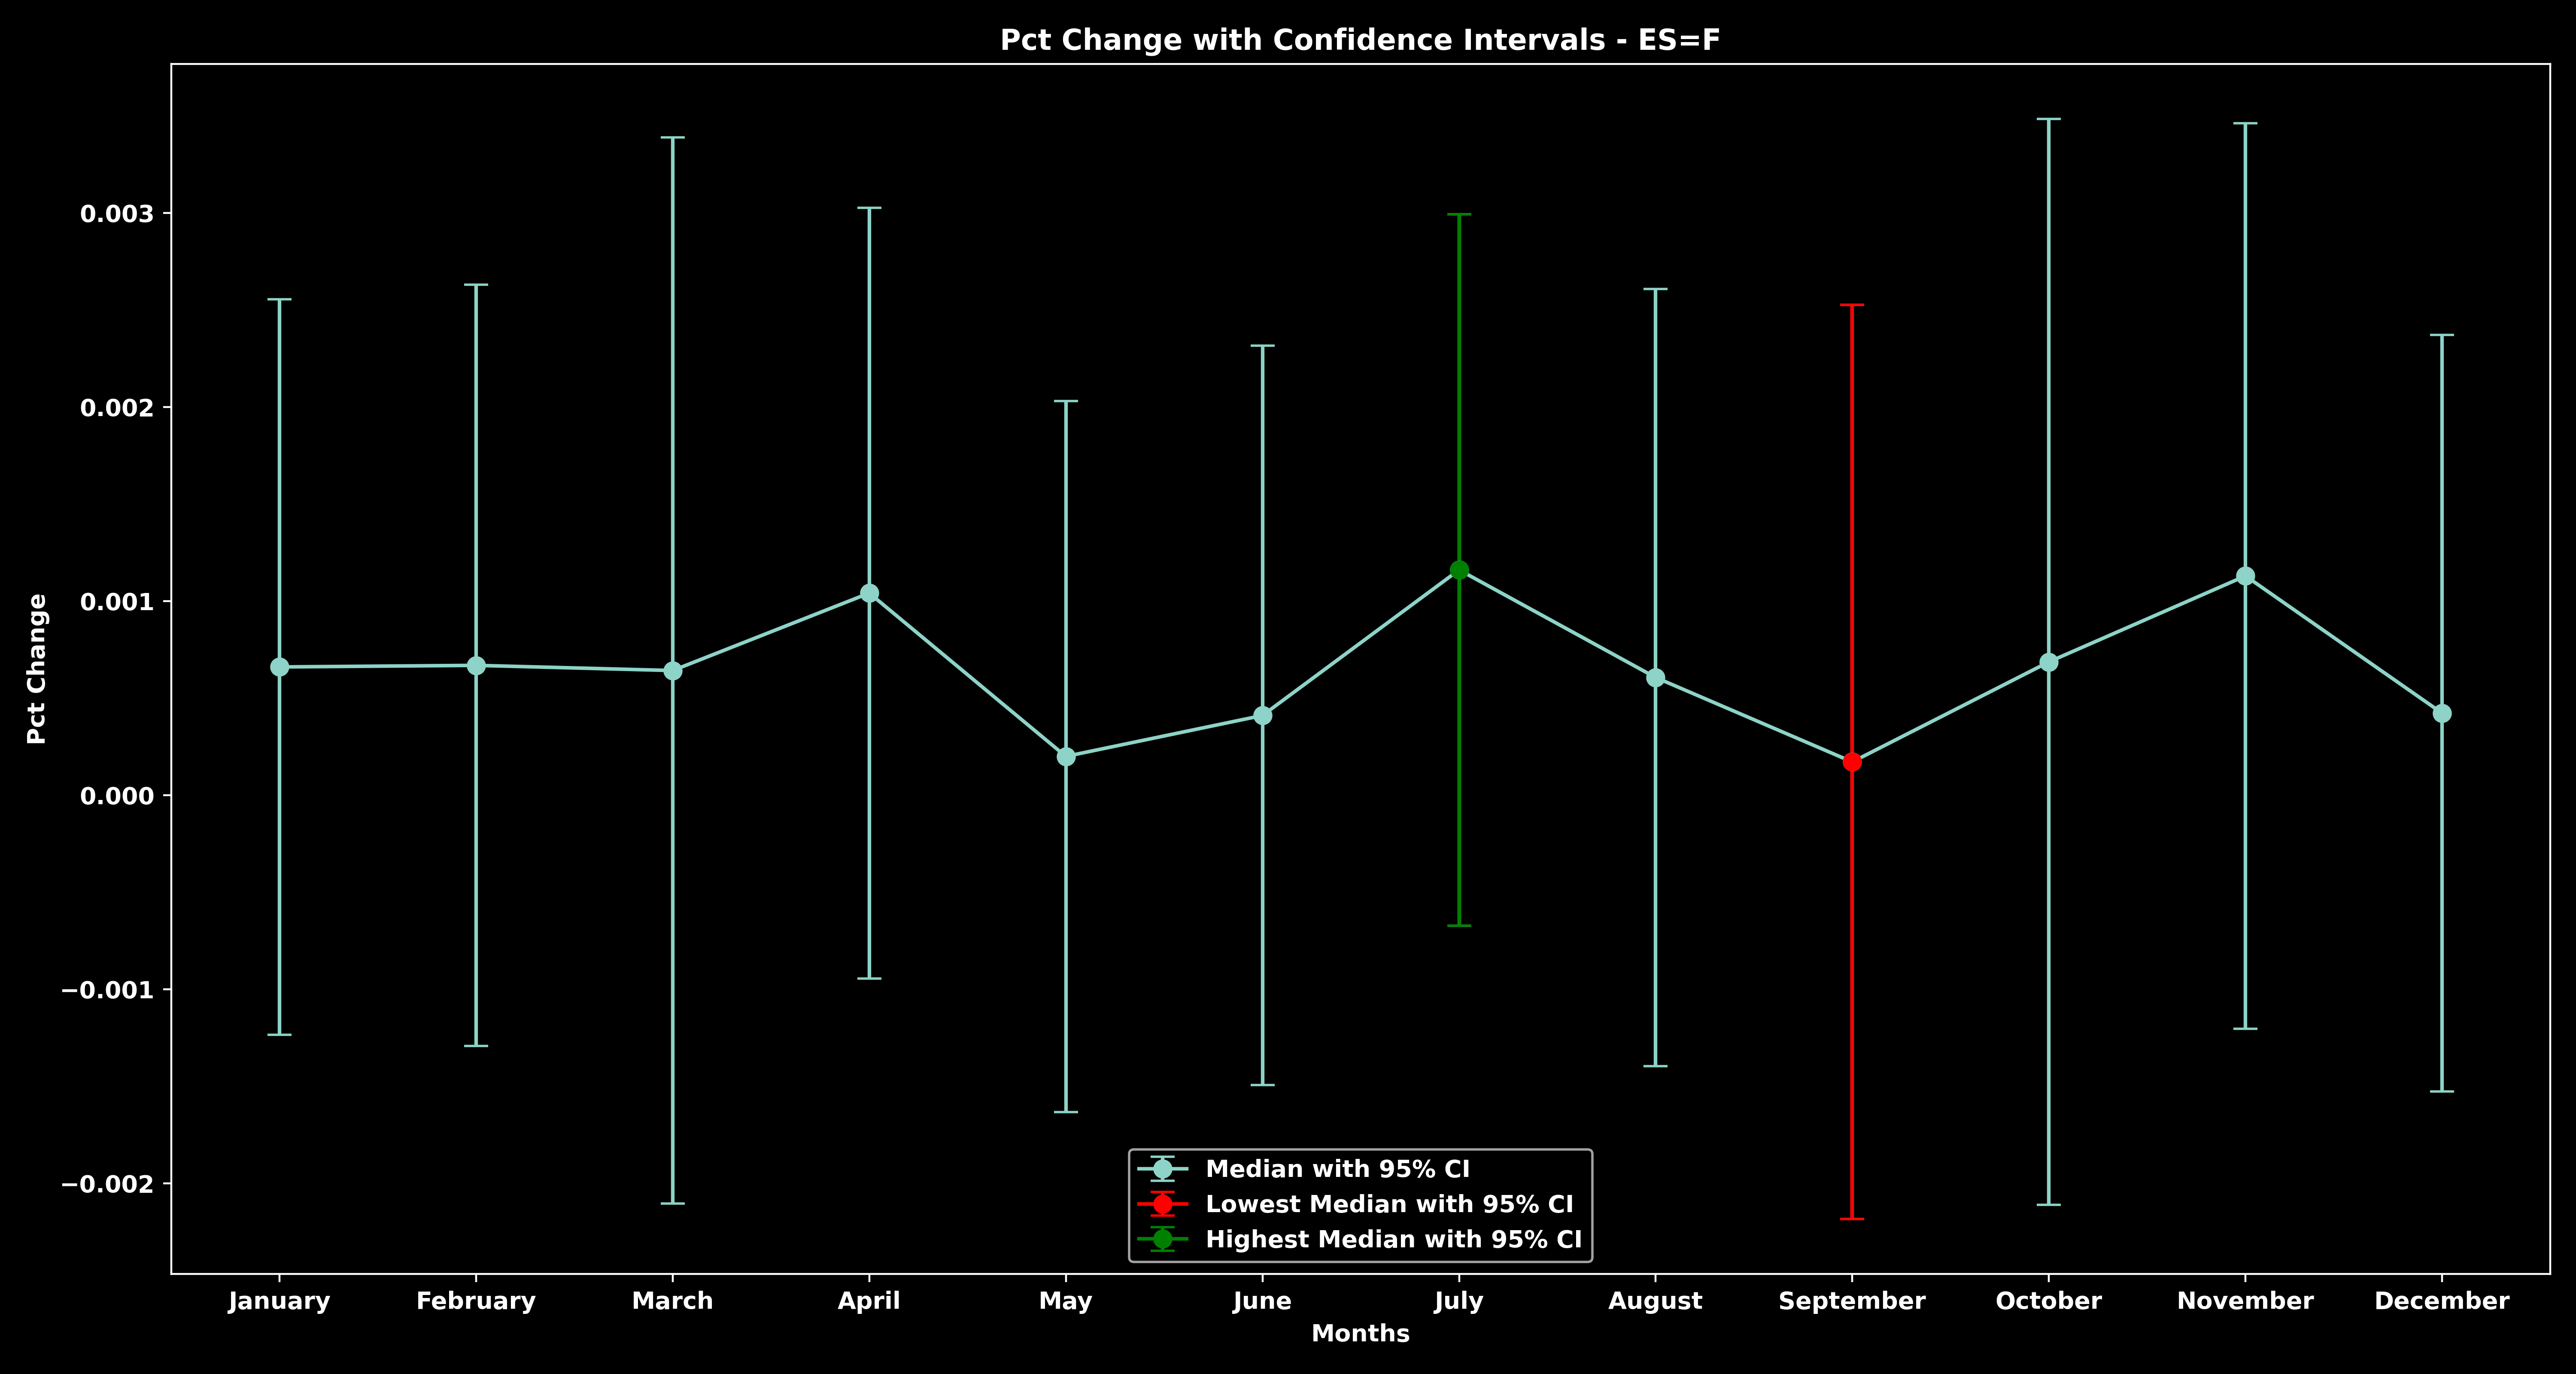 Pct Change with Confidence Intervals - ES=F
Pct Change
0.003
0.002
0.001
0.000
−0.001
−0.002
Median with 95% CI
Lowest Median with 95% CI
Highest Median with 95% CI
January February March April May June July August September October November December
Months